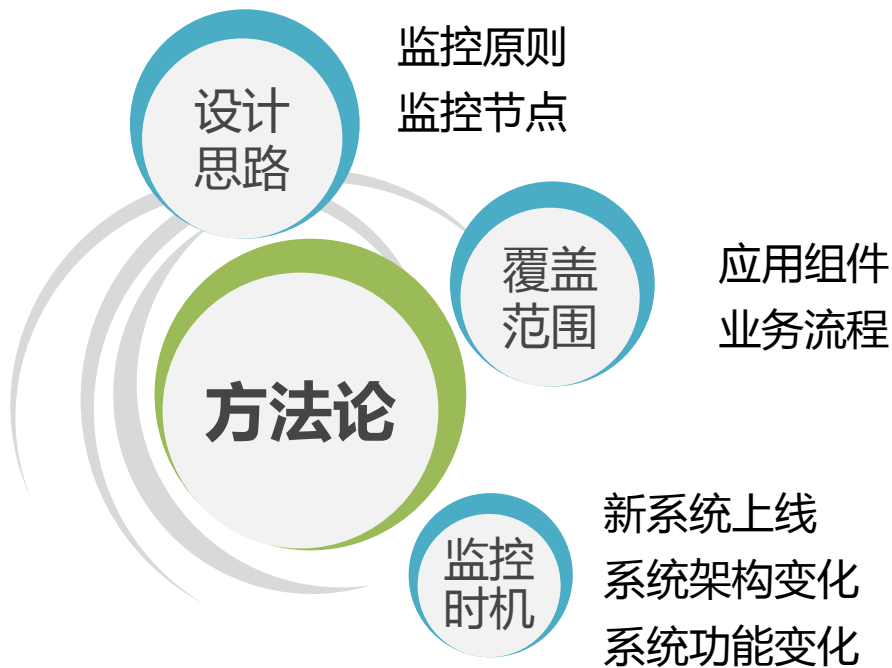 设计
思路
监控原则
监控节点
覆盖
范围
应用组件
业务流程
方法论
监控
时机
新系统上线
系统架构变化
系统功能变化